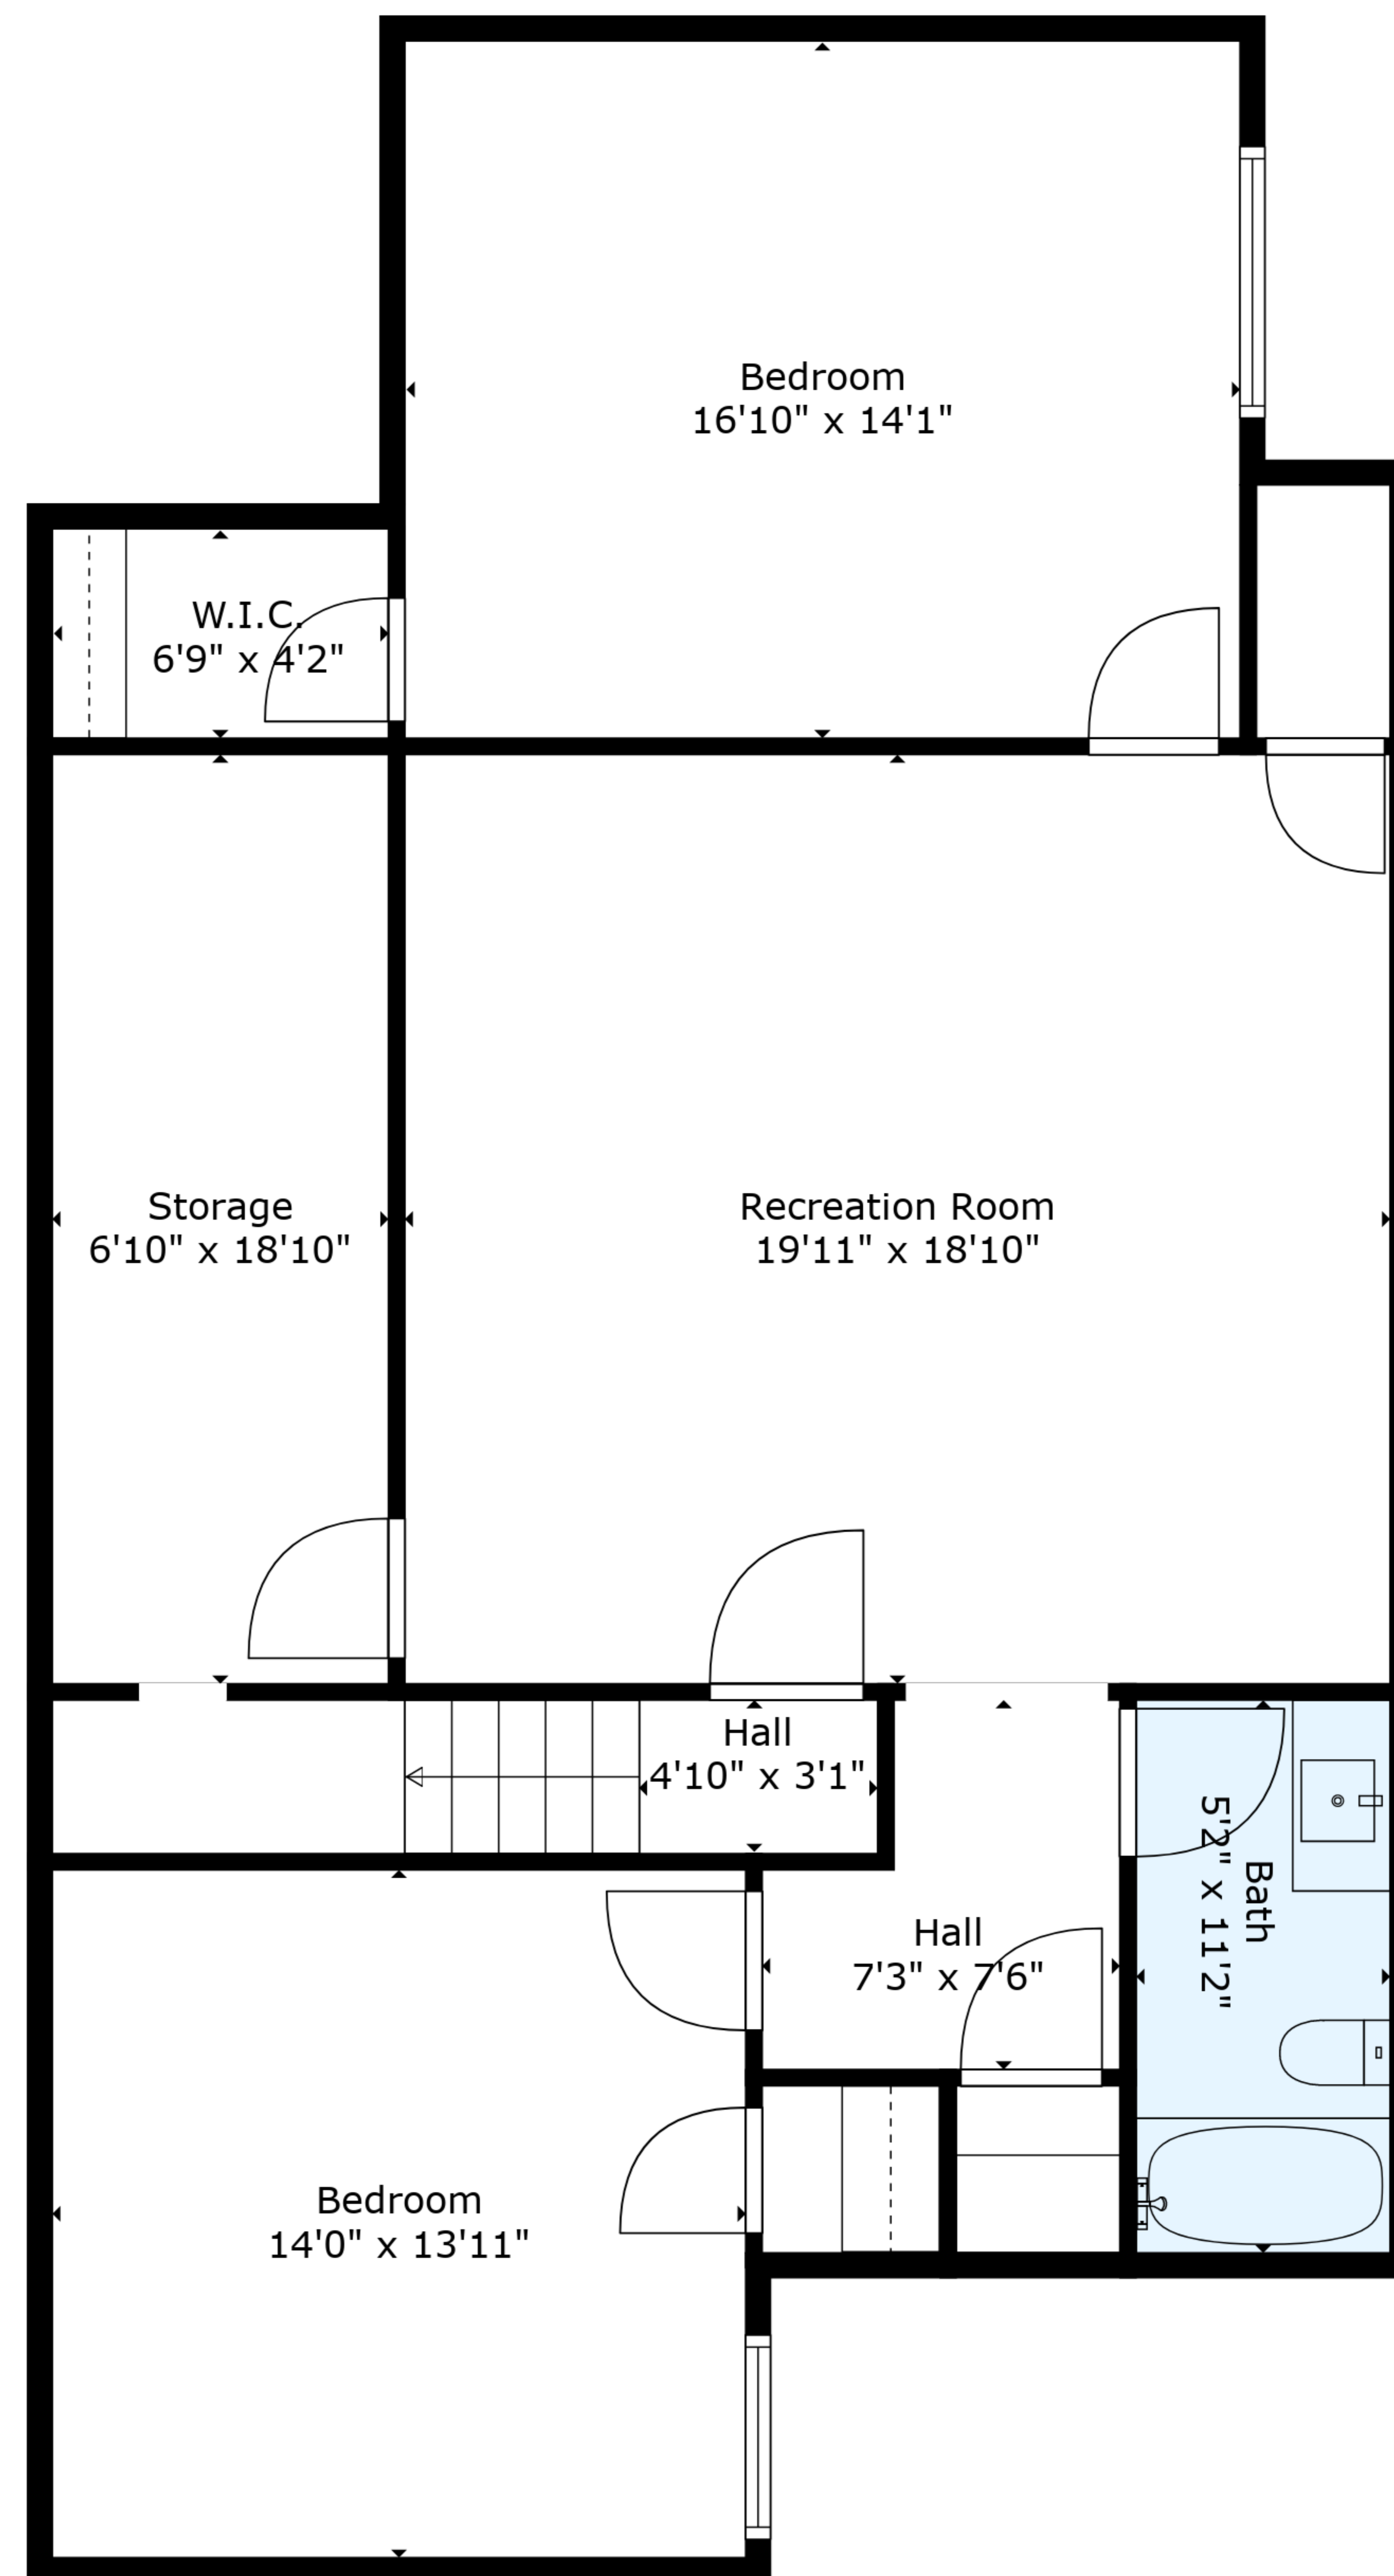 Bedroom
16'10" x 14'1"
W.I.C.
6'9" x 4'2"
Storage
6'10" x 18'10"
Recreation Room
19'11" x 18'10"
Hall
4'10" x 3'1"
Bath
5'2" x 11'2"
Hall
7'3" x 7'6"
Bedroom
14'0" x 13'11"